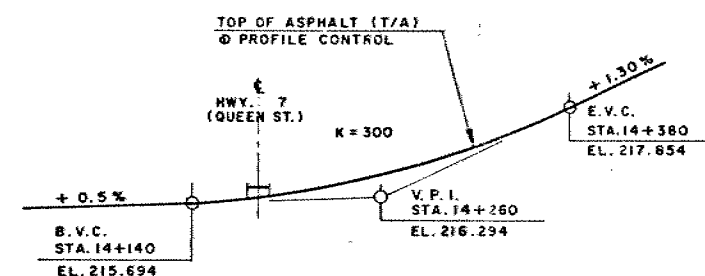 TOP OF ASPHALT (T/A)
@ PROFILE CONTROL
℄
HWY. 7
(QUEEN ST.)
K = 300
+ 1.30 %
E.V.C.
STA. 14+380
EL. 217.854
+ 0.5 %
V. P. I.
STA. 14+260
EL. 216.294
B.V.C.
STA. 14+140
EL. 215.694